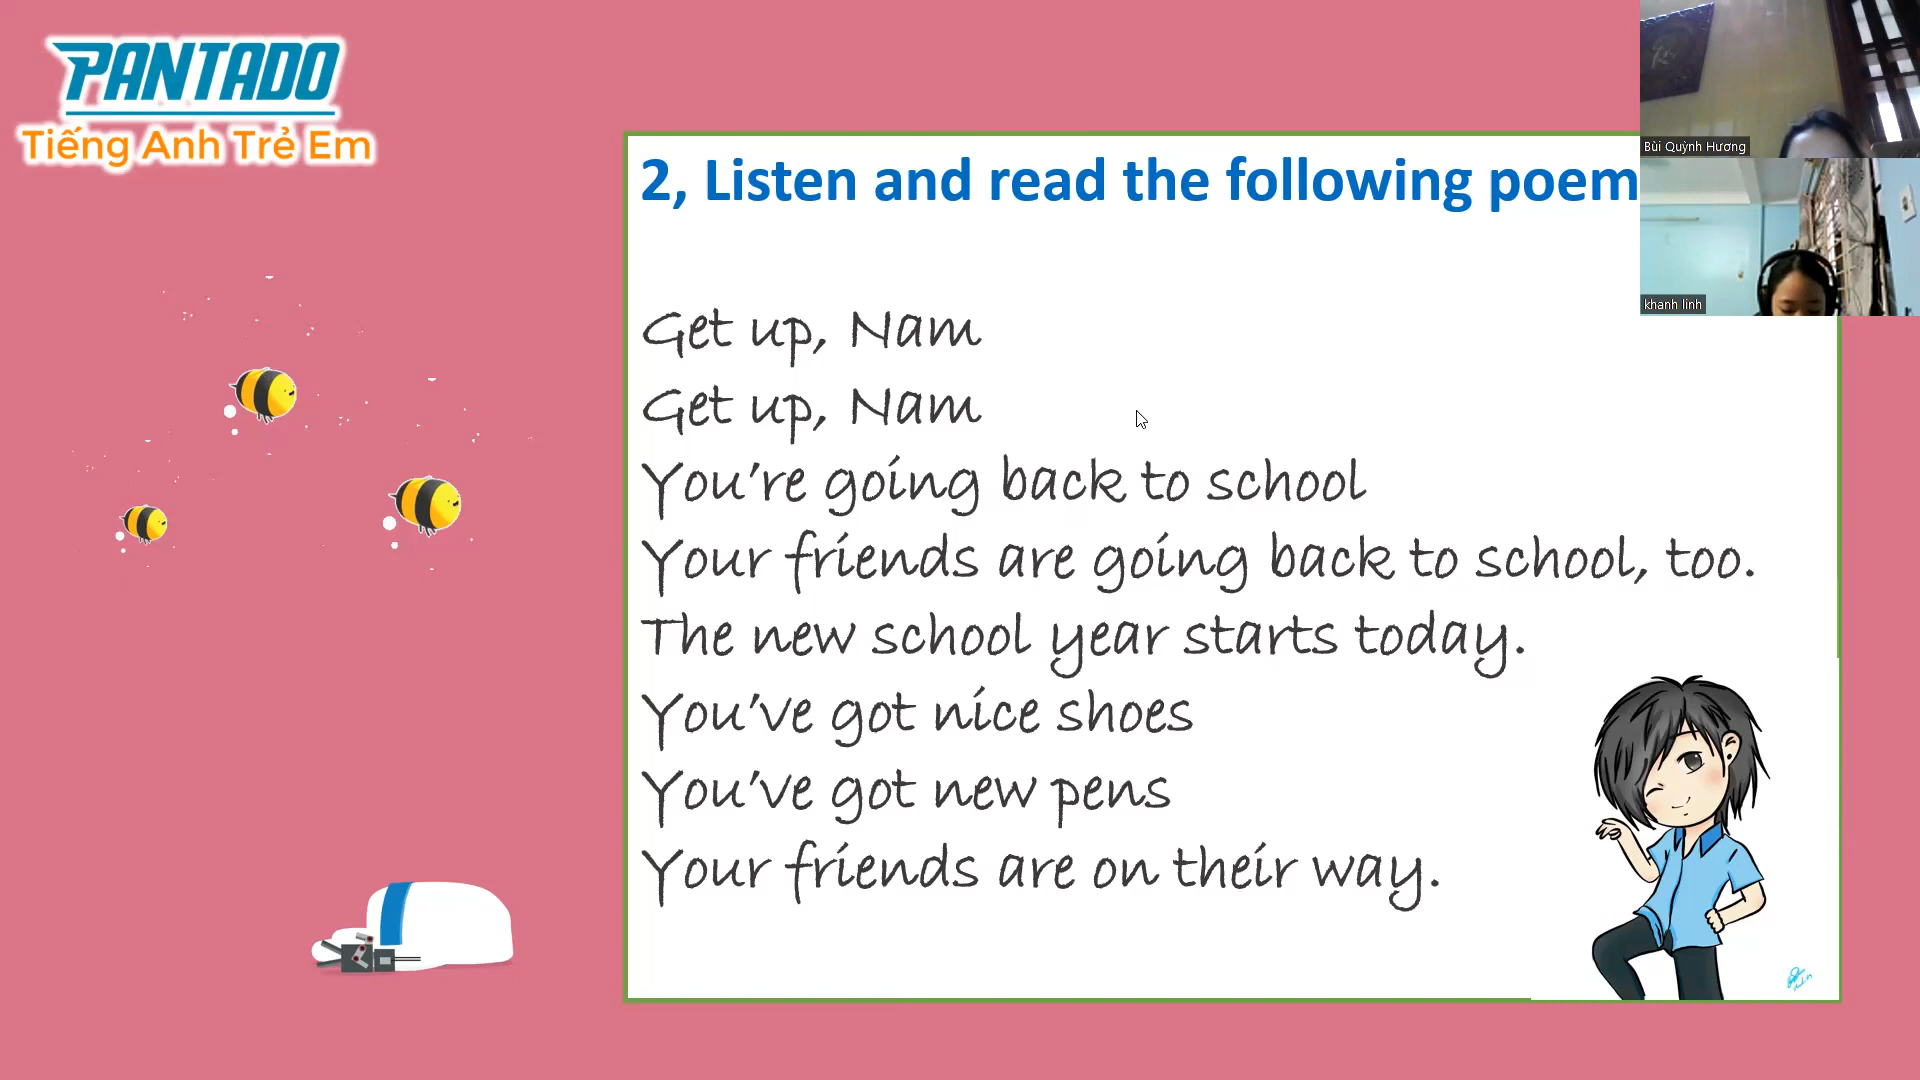 PANTADO
Tiếng Anh Trẻ Em
2, Listen and read the following poem
Get up, Nam
Get up, Nam
You’re going back to school
Your friends are going back to school, too.
The new school year starts today.
You’ve got nice shoes
You’ve got new pens
Your friends are on their way.
Bùi Quỳnh Hương
khanh linh